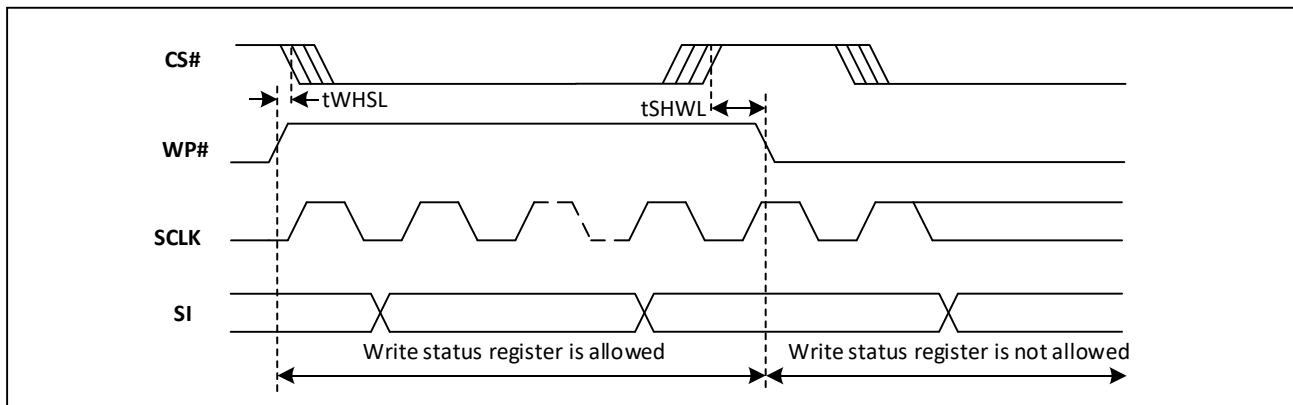 CS#
tWHSL
tSHWL
WP#
SCLK
SI
Write status register is allowed
Write status register is not allowed